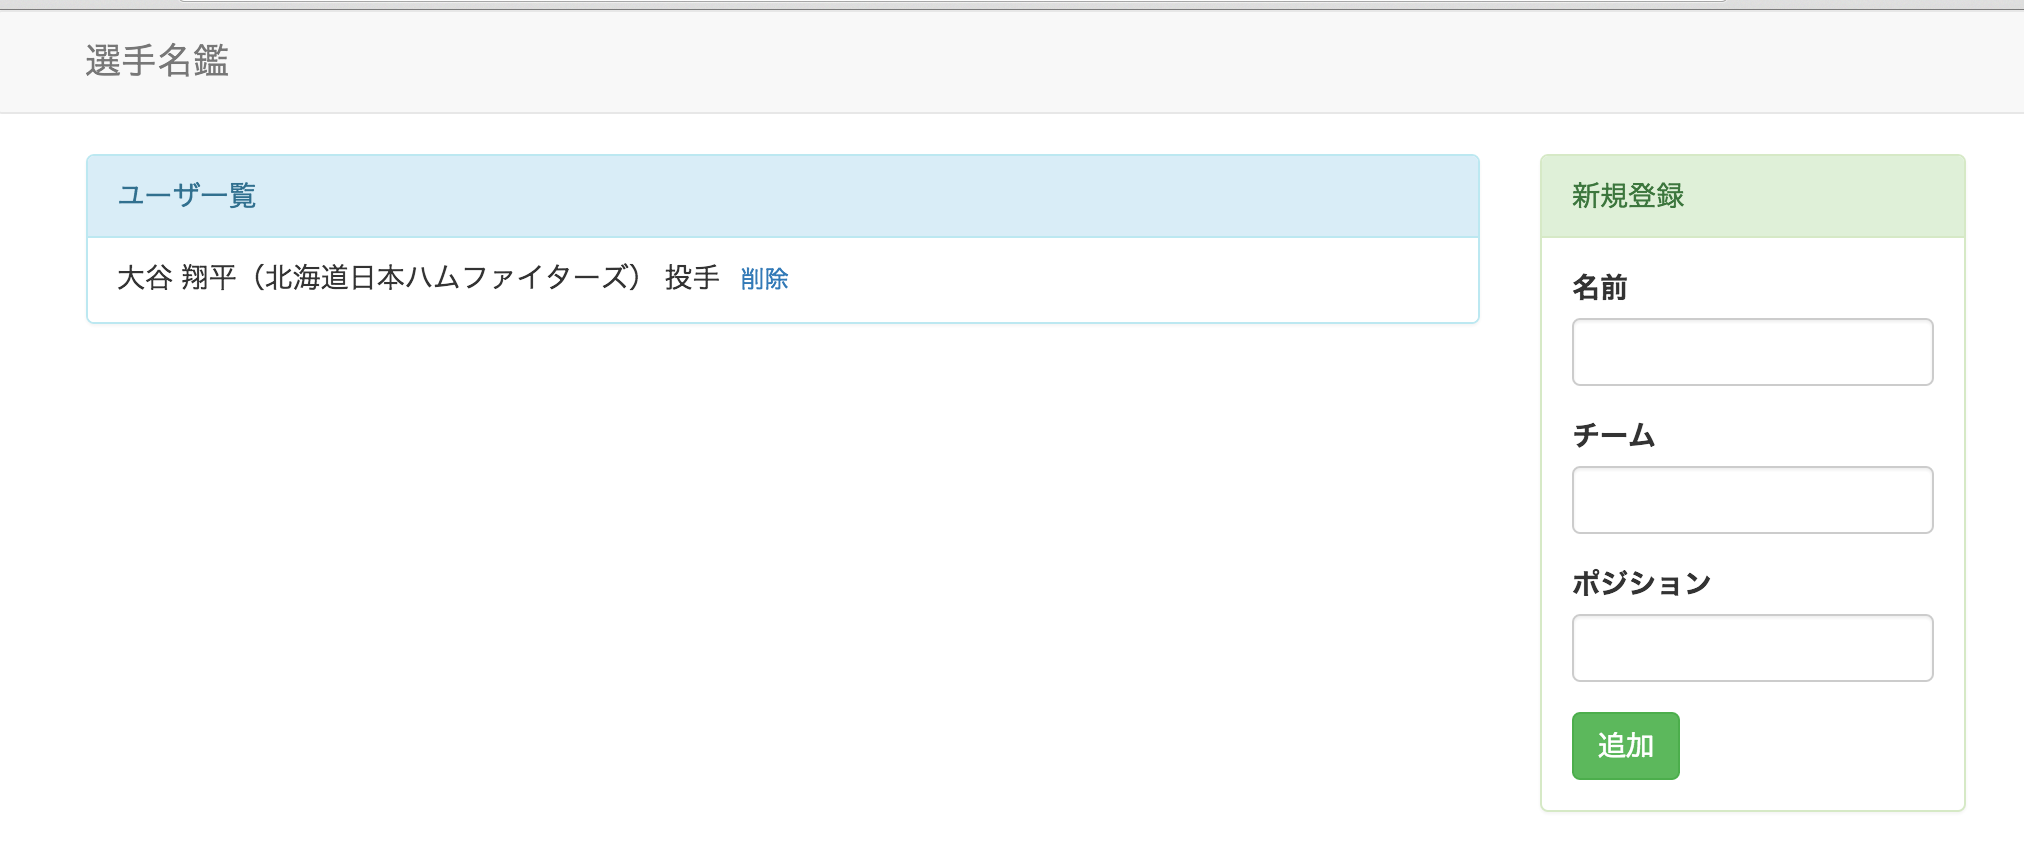 選手名鑑
ユーザ一覧
大谷 翔平（北海道日本ハムファイターズ） 投手 削除
新規登録
名前
チーム
ポジション
追加